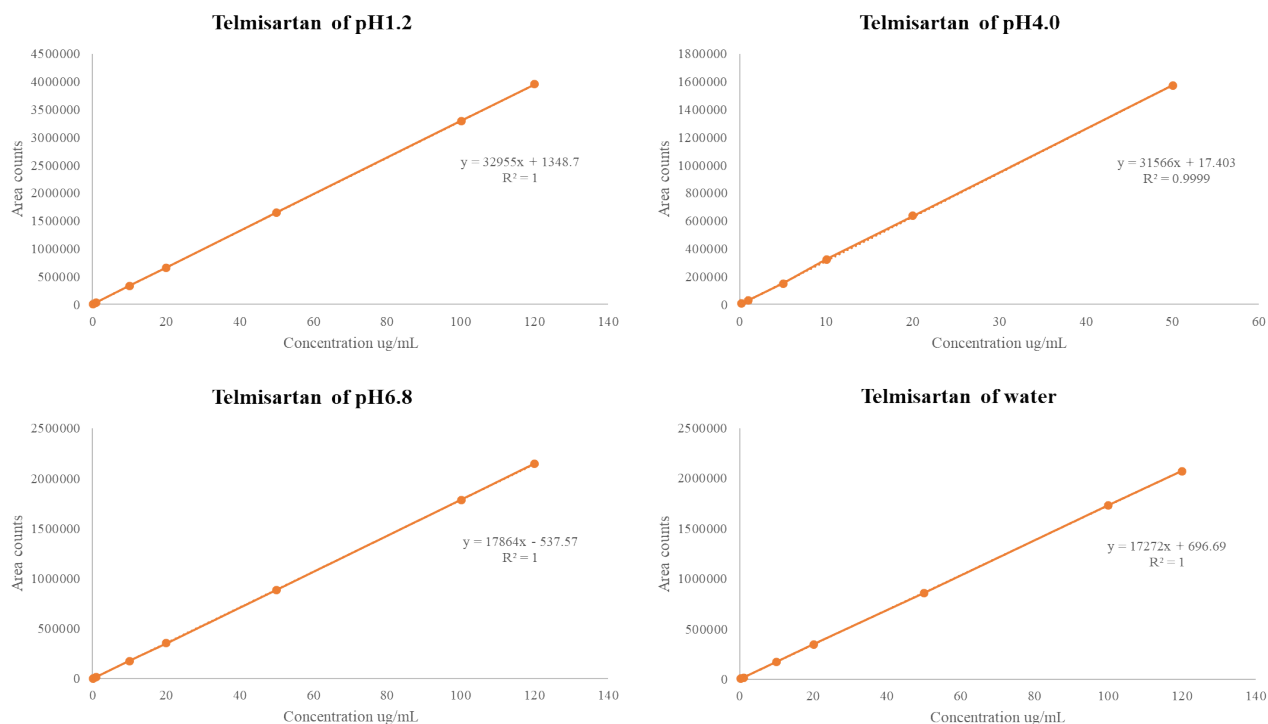 Telmisartan of pH1.2
4500000
4000000
3500000
3000000
2500000
2000000
1500000
1000000
500000
0
Area counts
y = 32955x + 1348.7
R² = 1
0 20 40 60 80 100 120 140
Concentration ug/mL
Telmisartan of pH4.0
1800000
1600000
1400000
1200000
1000000
800000
600000
400000
200000
0
Area counts
y = 31566x + 17.403
R² = 0.9999
0 10 20 30 40 50 60
Concentration ug/mL
Telmisartan of pH6.8
2500000
2000000
1500000
1000000
500000
0
Area counts
y = 17864x - 537.57
R² = 1
0 20 40 60 80 100 120 140
Concentration ug/mL
Telmisartan of water
2500000
2000000
1500000
1000000
500000
0
Area counts
y = 17272x + 696.69
R² = 1
0 20 40 60 80 100 120 140
Concentration ug/mL